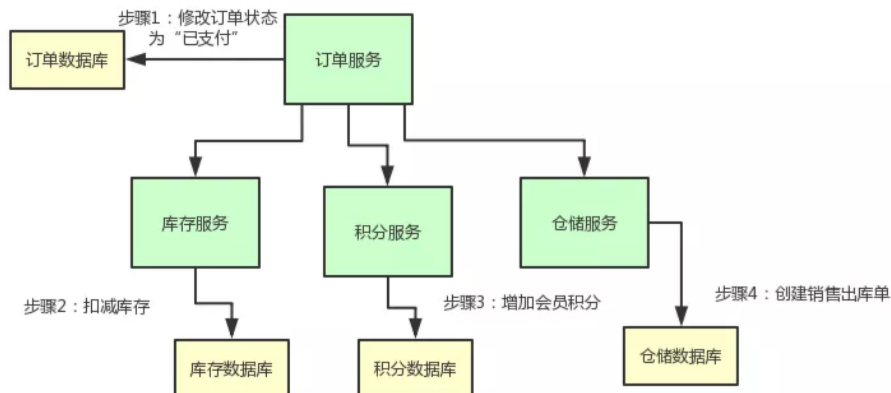 步骤1：修改订单状态
为“已支付”
订单数据库
订单服务
库存服务
积分服务
仓储服务
步骤2：扣减库存
步骤3：增加会员积分
步骤4：创建销售出库单
库存数据库
积分数据库
仓储数据库